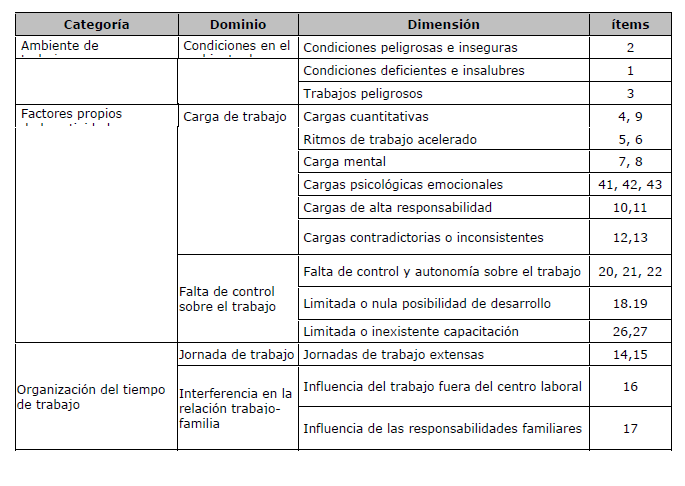 Categoría Dominio Dimensión ítems
Ambiente de Condiciones en el Condiciones peligrosas e inseguras 2
Condiciones deficientes e insalubres 1
Trabajos peligrosos 3
Factores propios Carga de trabajo Cargas cuantitativas 4, 9
Ritmos de trabajo acelerado 5, 6
Carga mental 7, 8
Cargas psicológicas emocionales 41, 42, 43
Cargas de alta responsabilidad 10,11
Cargas contradictorias o inconsistentes 12,13
Falta de control
sobre el trabajo
Falta de control y autonomía sobre el trabajo 20, 21, 22
Limitada o nula posibilidad de desarrollo 18.19
Limitada o inexistente capacitación 26,27
Organización del tiempo
de trabajo
Jornada de trabajo Jornadas de trabajo extensas 14,15
Interferencia en la
relación trabajo-
familia
Influencia del trabajo fuera del centro laboral 16
Influencia de las responsabilidades familiares 17